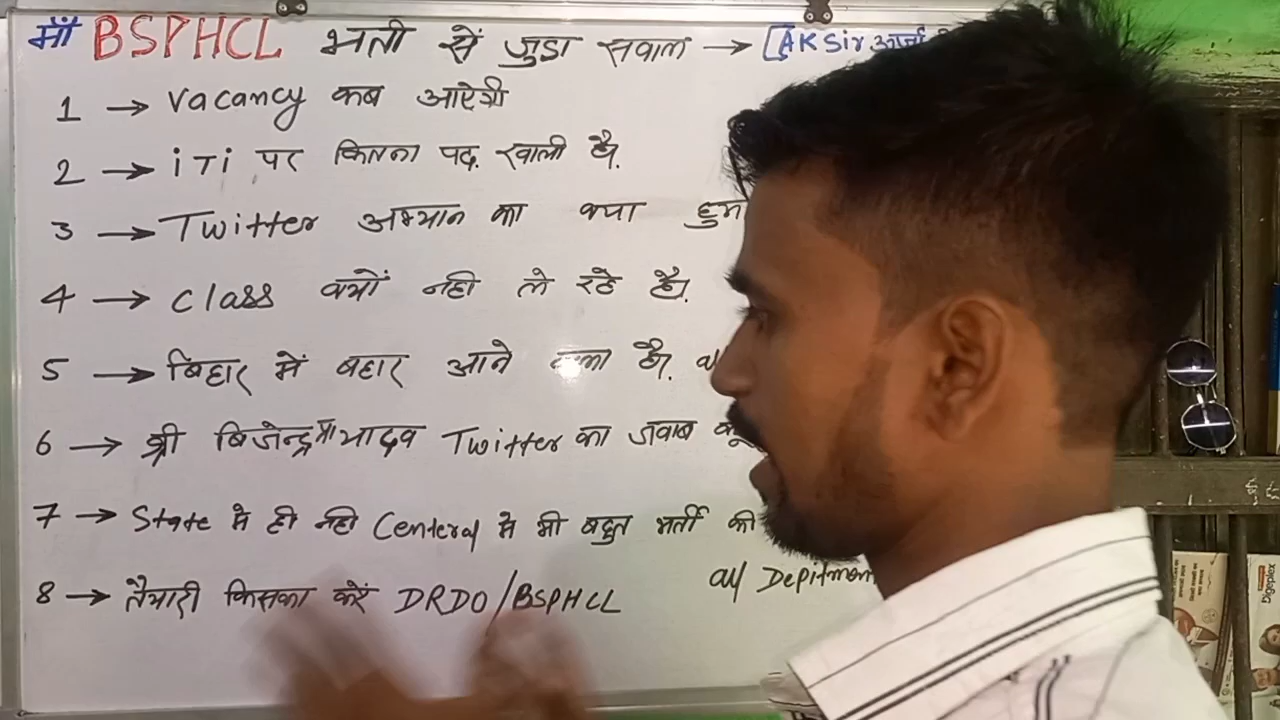 माँ BSPHCL भर्ती सें जुडा सवाल → [AK Sir
1 → Vacancy कब आऐगी
2 → iTi पर कितना पद खाली है.
3 → Twitter अभ्यान का क्या
4 → Class क्यों नही ले रहे है.
5 → बिहार में बहार आने वाला है.
6 → श्री बिजेन्द्र यादव Twitter का जवाब
7 → State मे ही नही Centeral मे भी बहुत भर्ती की
all Depitment
8 → तैयारी किसका करें DRDO/BSPHCL